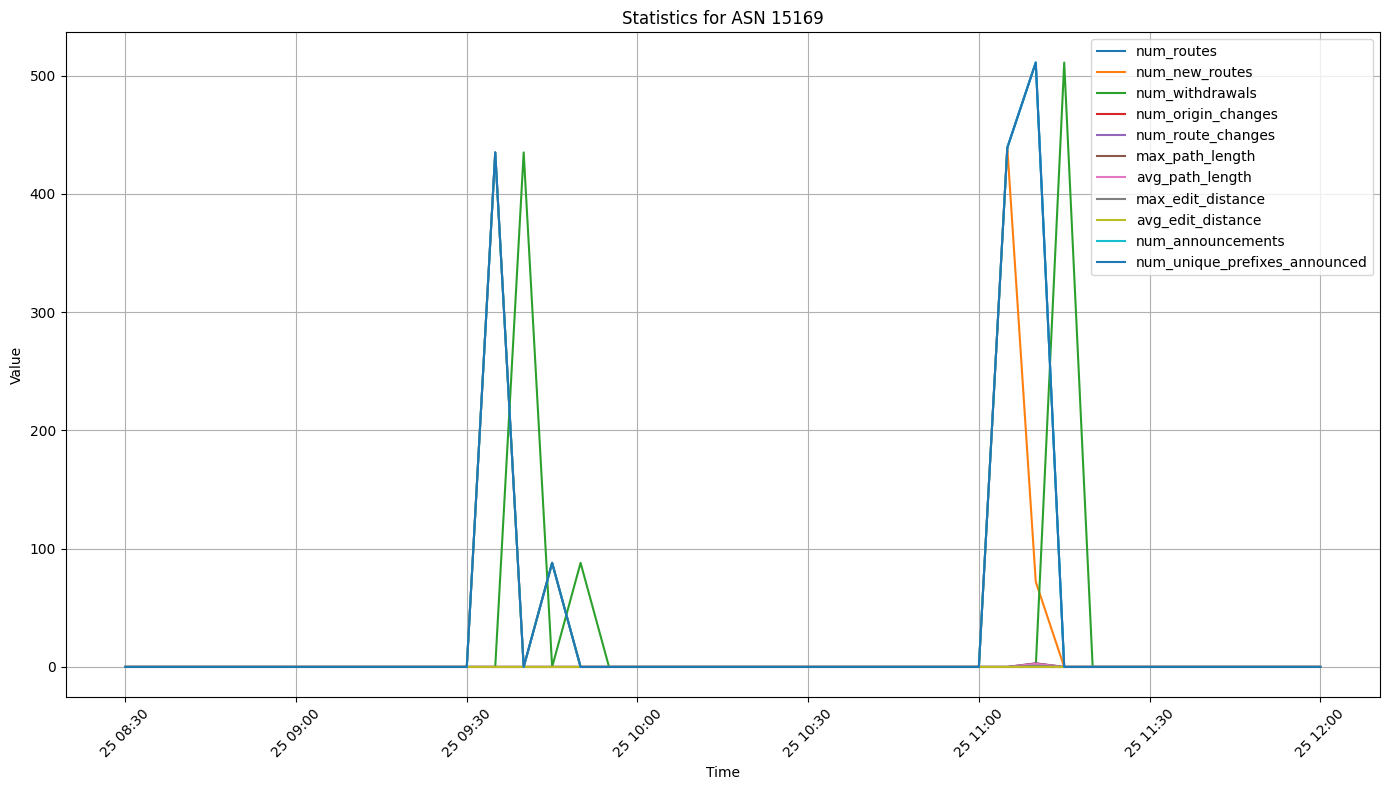 Statistics for ASN 15169
num_routes
num_new_routes
num_withdrawals
num_origin_changes
num_route_changes
max_path_length
avg_path_length
max_edit_distance
avg_edit_distance
num_announcements
num_unique_prefixes_announced
500
400
300
200
100
0
Value
25 08:30
25 09:00
25 09:30
25 10:00
25 10:30
25 11:00
25 11:30
25 12:00
Time